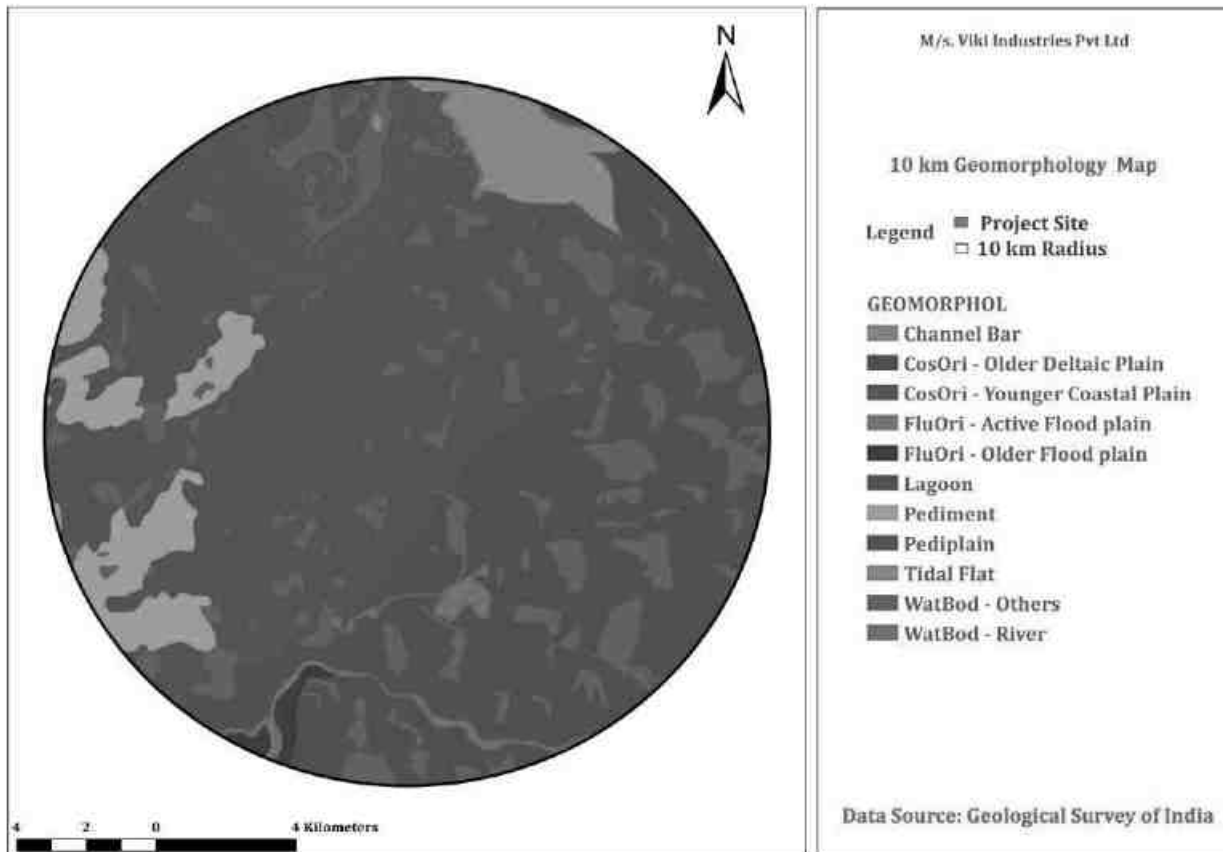 N
4 2 0 4 Kilometers
M/s. Viki Industries Pvt Ltd
10 km Geomorphology Map
Legend
Project Site
10 km Radius
GEOMORPHOL
Channel Bar
CosOri - Older Deltaic Plain
CosOri - Younger Coastal Plain
FluOri - Active Flood plain
FluOri - Older Flood plain
Lagoon
Pediment
Pediplain
Tidal Flat
WatBod - Others
WatBod - River
Data Source: Geological Survey of India